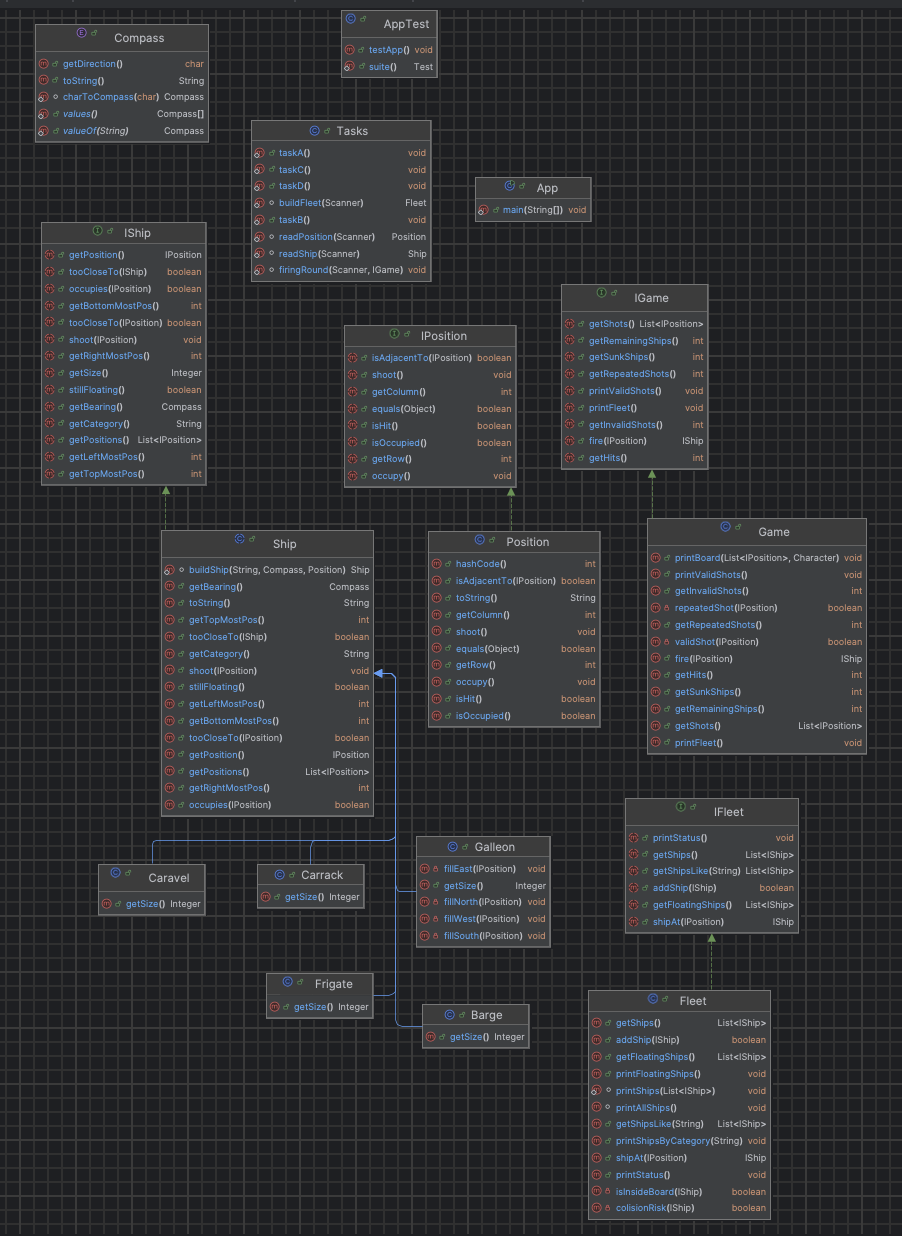 Compass
getDirection() char
toString() String
charToCompass(char) Compass
values() Compass[]
valueOf(String) Compass
AppTest
testApp() void
suite() Test
Tasks
taskA() void
taskC() void
taskD() void
buildFleet(Scanner) Fleet
taskB() void
readPosition(Scanner) Position
readShip(Scanner) Ship
firingRound(Scanner, IGame) void
App
main(String[]) void
IShip
getPosition() IPosition
tooCloseTo(IShip) boolean
occupies(IPosition) boolean
getBottomMostPos() int
tooCloseTo(IPosition) boolean
shoot(IPosition) void
getRightMostPos() int
getSize() Integer
stillFloating() boolean
getBearing() Compass
getCategory() String
getPositions() List<IPosition>
getLeftMostPos() int
getTopMostPos() int
IPosition
isAdjacentTo(IPosition) boolean
shoot() void
getColumn() int
equals(Object) boolean
isHit() boolean
isOccupied() boolean
getRow() int
occupy() void
IGame
getShots() List<IPosition>
getRemainingShips() int
getSunkShips() int
getRepeatedShots() int
printValidShots() void
printFleet() void
getInvalidShots() int
fire(IPosition) IShip
getHits() int
Ship
buildShip(String, Compass, Position) Ship
getBearing() Compass
toString() String
getTopMostPos() int
tooCloseTo(IShip) boolean
getCategory() String
shoot(IPosition) void
stillFloating() boolean
getLeftMostPos() int
getBottomMostPos() int
tooCloseTo(IPosition) boolean
getPosition() IPosition
getPositions() List<IPosition>
getRightMostPos() int
occupies(IPosition) boolean
Position
hashCode() int
isAdjacentTo(IPosition) boolean
toString() String
getColumn() int
shoot() void
equals(Object) boolean
getRow() int
occupy() void
isHit() boolean
isOccupied() boolean
Game
printBoard(List<IPosition>, Character) void
printValidShots() void
getInvalidShots() int
repeatedShot(IPosition) boolean
getRepeatedShots() int
validShot(IPosition) boolean
fire(IPosition) IShip
getHits() int
getSunkShips() int
getRemainingShips() int
getShots() List<IPosition>
printFleet() void
IFleet
printStatus() void
getShips() List<IShip>
getShipsLike(String) List<IShip>
addShip(IShip) boolean
getFloatingShips() List<IShip>
shipAt(IPosition) IShip
Caravel
getSize() Integer
Carrack
getSize() Integer
Galleon
fillEast(IPosition) void
getSize() Integer
fillNorth(IPosition) void
fillWest(IPosition) void
fillSouth(IPosition) void
Frigate
getSize() Integer
Barge
getSize() Integer
Fleet
getShips() List<IShip>
addShip(IShip) boolean
getFloatingShips() List<IShip>
printFloatingShips() void
printShips(List<IShip>) void
printAllShips() void
getShipsLike(String) List<IShip>
printShipsByCategory(String) void
shipAt(IPosition) IShip
printStatus() void
isInsideBoard(IShip) boolean
colisionRisk(IShip) boolean